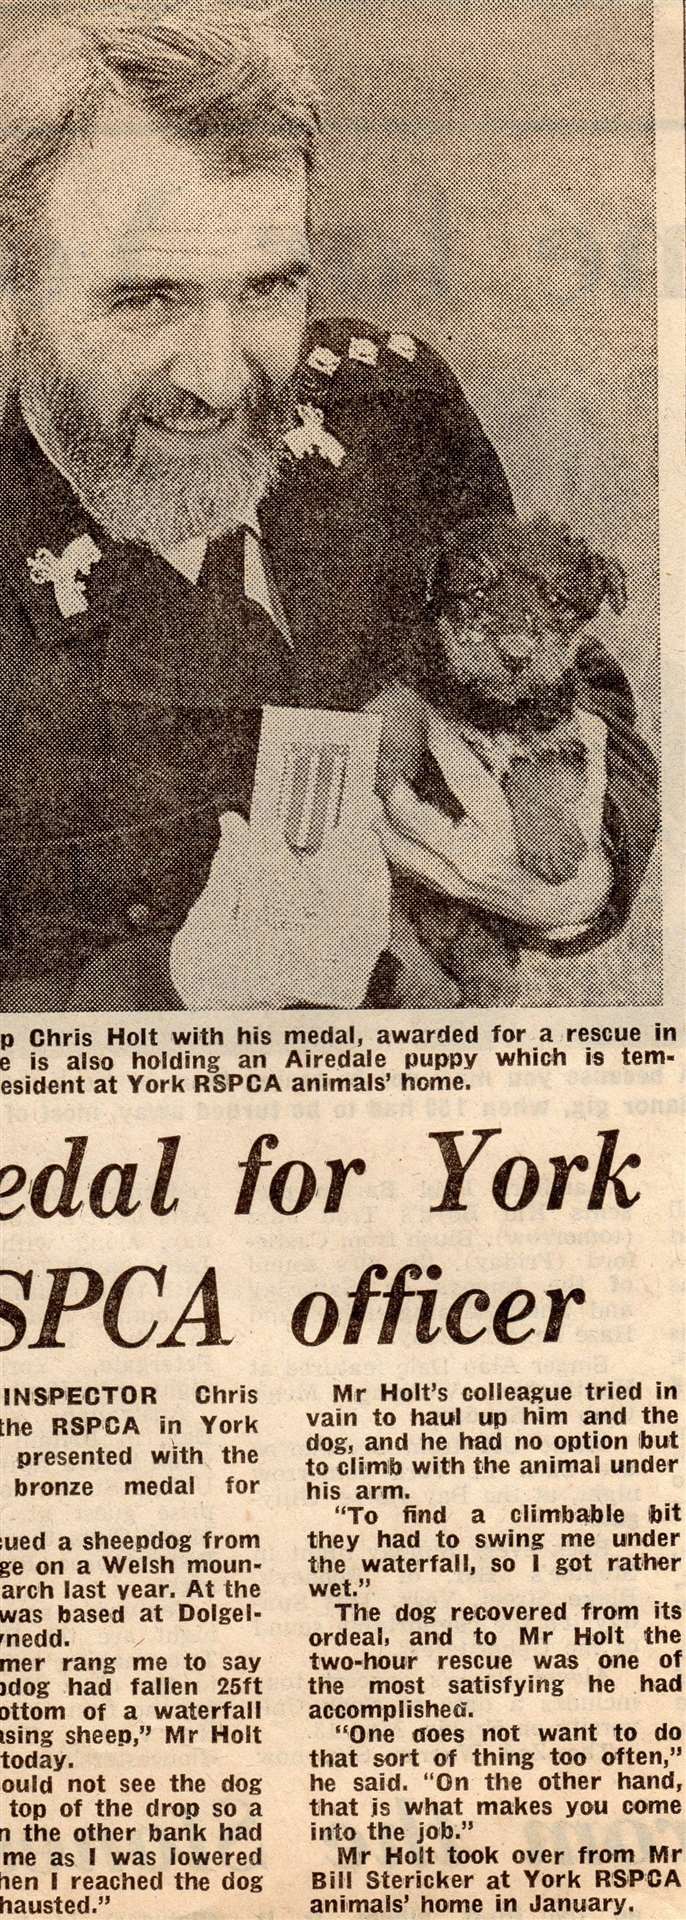 p Chris Holt with his medal, awarded for a rescue in
e is also holding an Airedale puppy which is tem-
esident at York RSPCA animals' home.
edal for York
SPCA officer
INSPECTOR Chris
the RSPCA in York
presented with the
bronze medal for
cued a sheepdog from
ge on a Welsh moun-
arch last year. At the
was based at Dolgel-
ynedd.
mer rang me to say
pdog had fallen 25ft
ottom of a waterfall
asing sheep," Mr Holt
today.
ould not see the dog
top of the drop so a
n the other bank had
me as I was lowered
hen I reached the dog
hausted."
Mr Holt's colleague tried in
vain to haul up him and the
dog, and he had no option but
to climb with the animal under
his arm.
"To find a climbable bit
they had to swing me under
the waterfall, so I got rather
wet."
The dog recovered from its
ordeal, and to Mr Holt the
two-hour rescue was one of
the most satisfying he had
accomplished.
"One does not want to do
that sort of thing too often,"
he said. "On the other hand,
that is what makes you come
into the job."
Mr Holt took over from Mr
Bill Stericker at York RSPCA
animals' home in January.